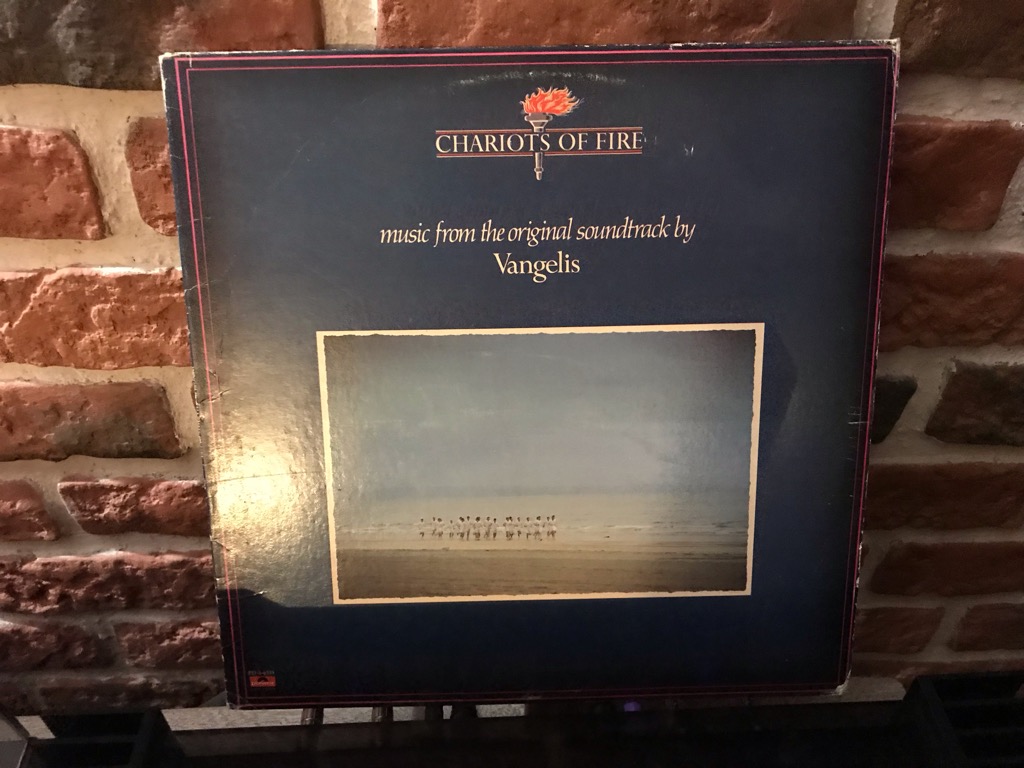 CHARIOTS OF FIRE
music from the original soundtrack by
Vangelis